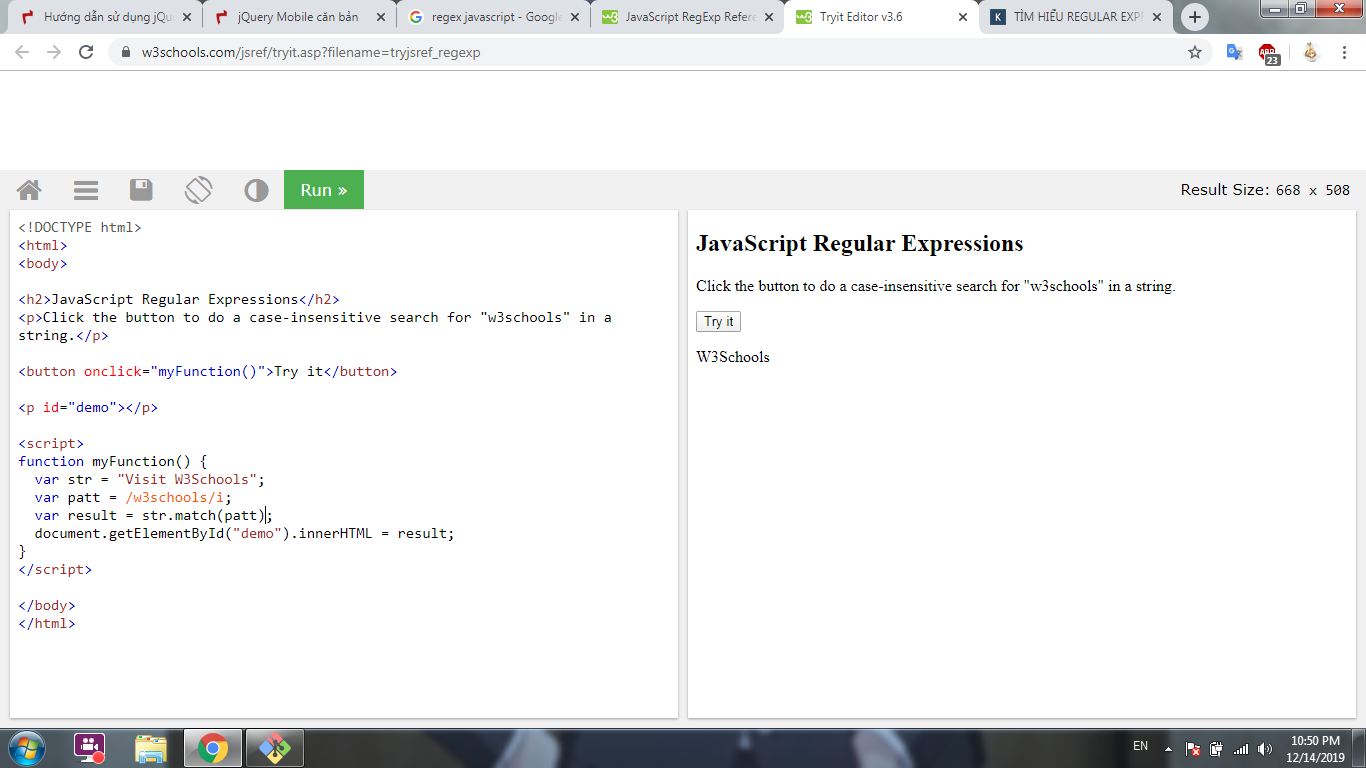 Hướng dẫn sử dụng jQu
jQuery Mobile căn bản
regex javascript - Google
JavaScript RegExp Refere
Tryit Editor v3.6
TÌM HIỂU REGULAR EXP
w3schools.com/jsref/tryit.asp?filename=tryjsref_regexp
ABP
23
Run »
Result Size: 668 x 508
<!DOCTYPE html>
<html>
<body>
<h2>JavaScript Regular Expressions</h2>
<p>Click the button to do a case-insensitive search for "w3schools" in a
string.</p>
<button onclick="myFunction()">Try it</button>
<p id="demo"></p>
<script>
function myFunction() {
  var str = "Visit W3Schools";
  var patt = /w3schools/i;
  var result = str.match(patt);
  document.getElementById("demo").innerHTML = result;
}
</script>
</body>
</html>
JavaScript Regular Expressions
Click the button to do a case-insensitive search for "w3schools" in a string.
Try it
W3Schools
EN
10:50 PM
12/14/2019